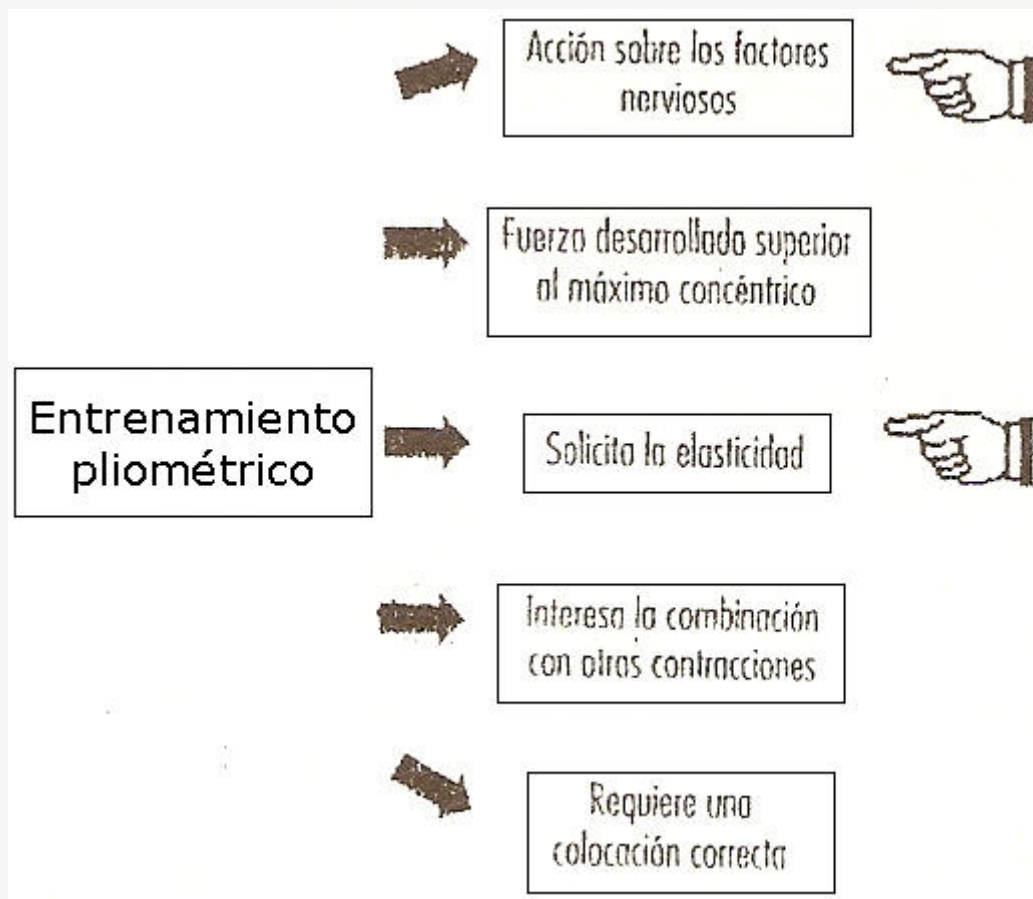 Acción sobre los factores
nerviosos
Fuerza desarrollada superior
al máximo concéntrico
Entrenamiento
pliométrico
Solicita la elasticidad
Interesa la combinación
con otras contracciones
Requiere una
colocación correcta